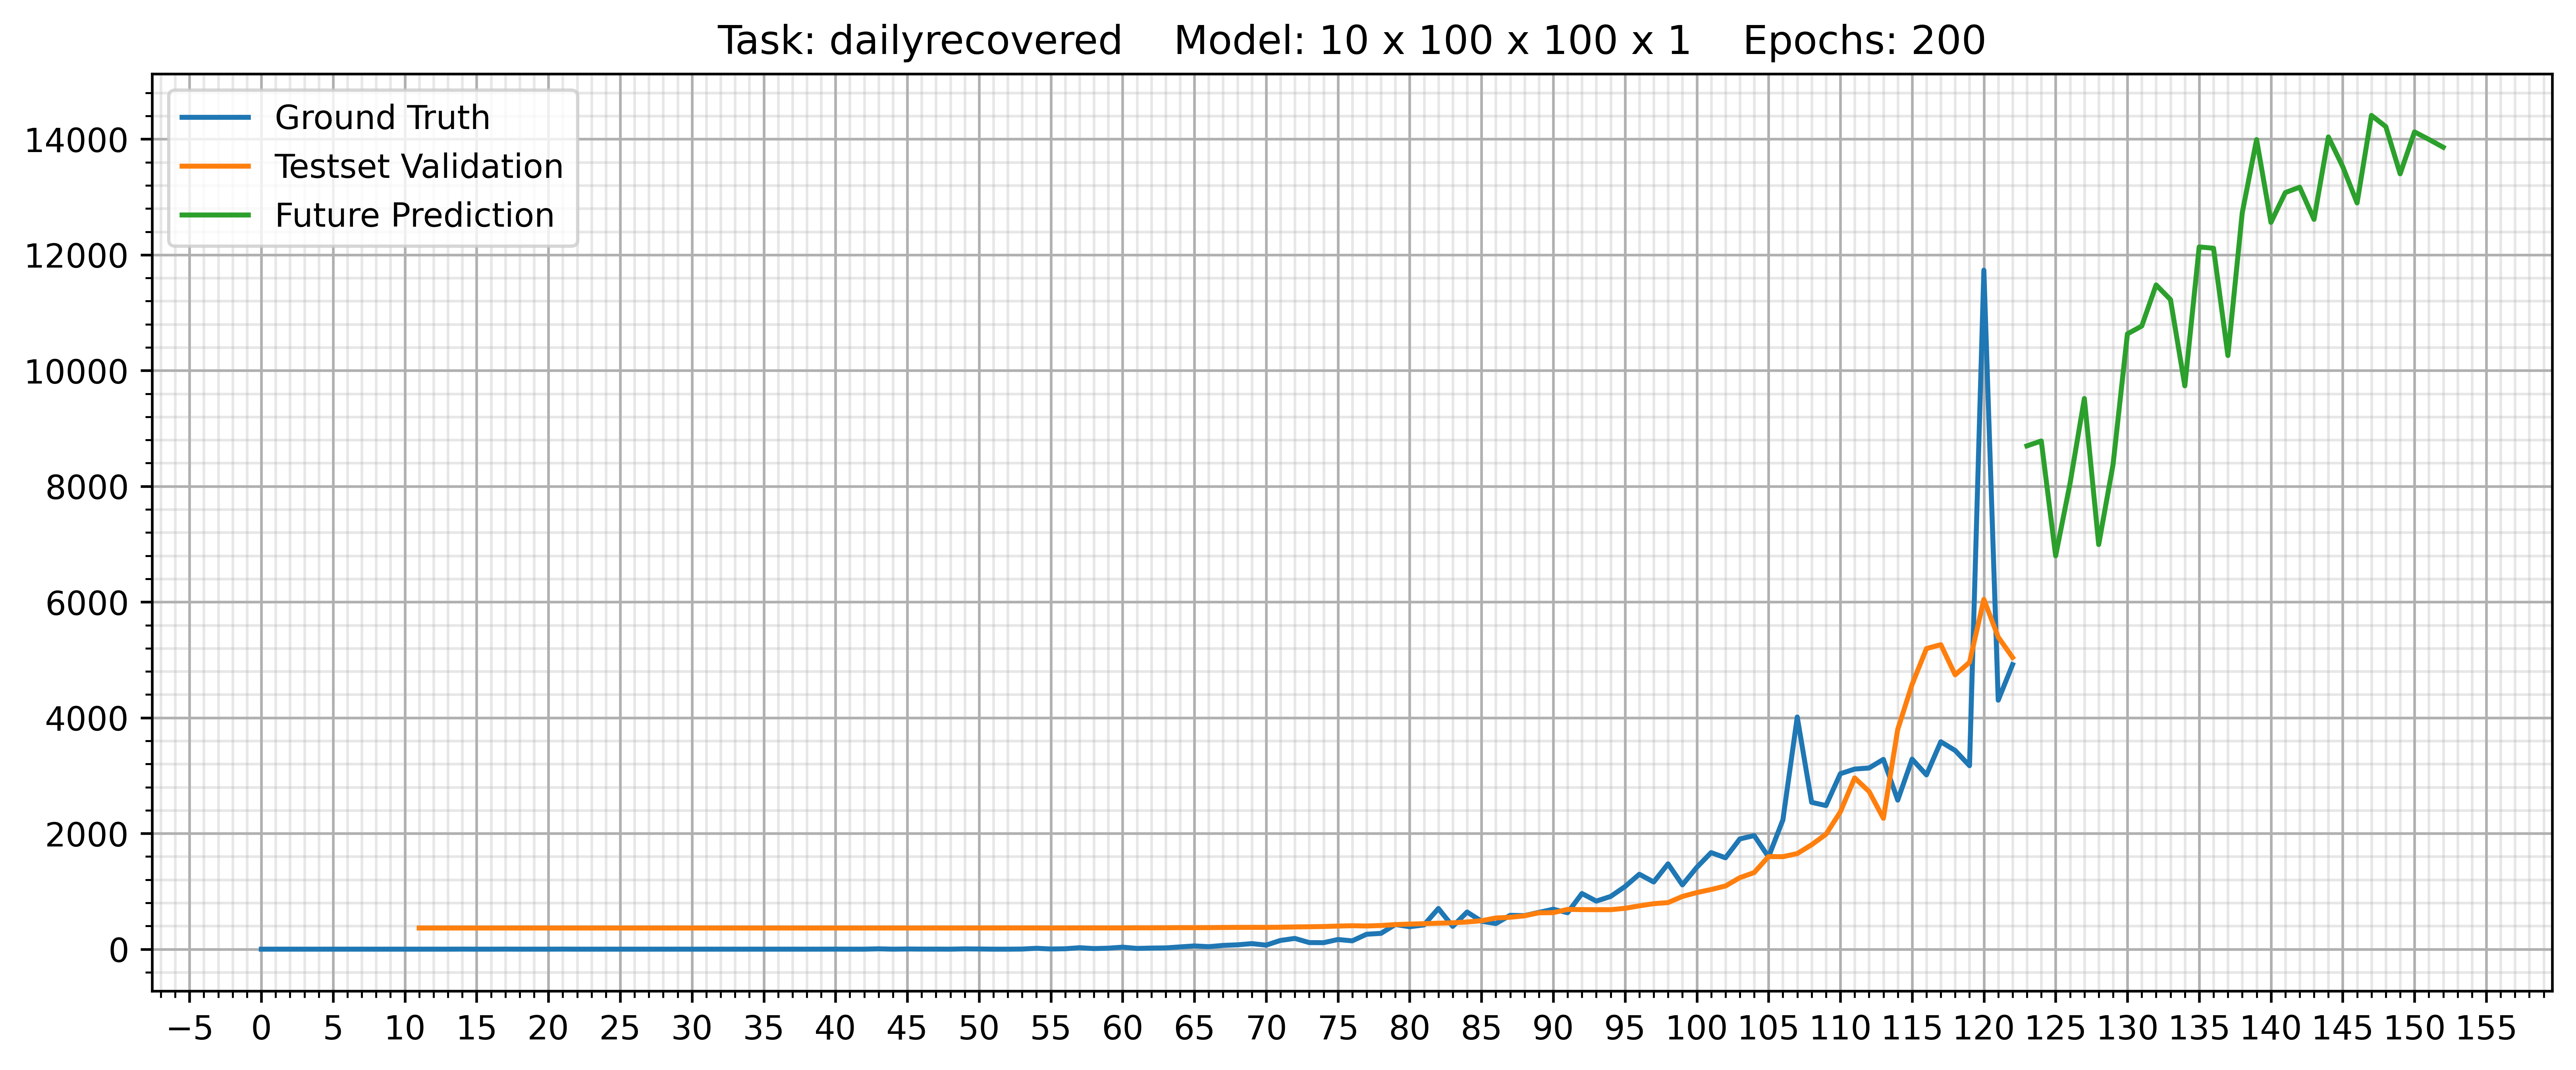 Task: dailyrecovered    Model: 10 x 100 x 100 x 1    Epochs: 200
Ground Truth
Testset Validation
Future Prediction
14000
12000
10000
8000
6000
4000
2000
0
−5 0 5 10 15 20 25 30 35 40 45 50 55 60 65 70 75 80 85 90 95 100 105 110 115 120 125 130 135 140 145 150 155